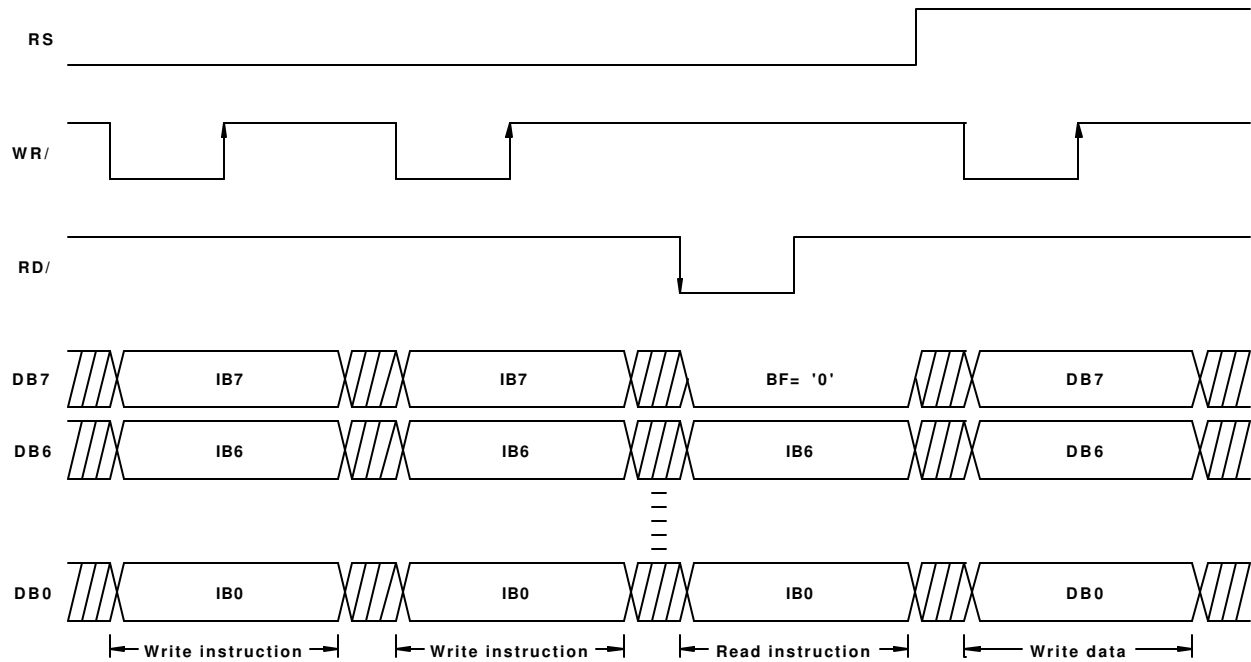 RS
WR/
RD/
DB7 IB7 IB7 BF= '0' DB7
DB6 IB6 IB6 IB6 DB6
DB0 IB0 IB0 IB0 DB0
Write instruction Write instruction Read instruction Write data